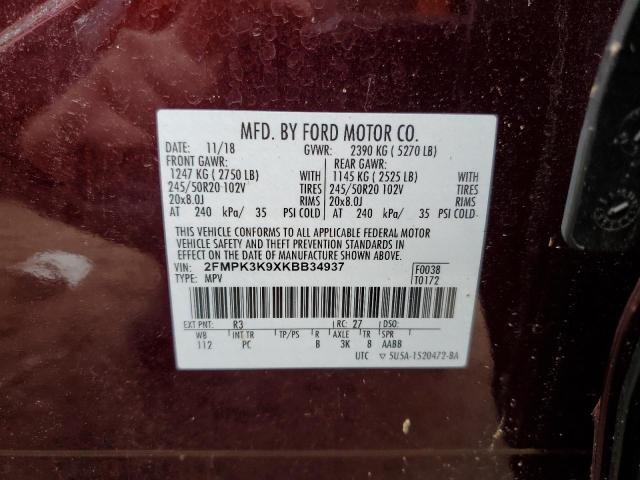 MFD. BY FORD MOTOR CO.
DATE: 11/18 GVWR: 2390 KG ( 5270 LB)
FRONT GAWR: REAR GAWR:
1247 KG ( 2750 LB) WITH 1145 KG ( 2525 LB) WITH
245/50R20 102V TIRES 245/50R20 102V TIRES
20x8.0J RIMS 20x8.0J RIMS
AT 240 kPa/ 35 PSI COLD AT 240 kPa/ 35 PSI COLD
THIS VEHICLE CONFORMS TO ALL APPLICABLE FEDERAL MOTOR
VEHICLE SAFETY AND THEFT PREVENTION STANDARDS IN
EFFECT ON THE DATE OF MANUFACTURE SHOWN ABOVE.
VIN: 2FMPK3K9XKBB34937 F0038
TYPE: MPV T0172
EXT PNT: R3 RC: 27 DSO:
WB INT TR TP/PS R AXLE TR SPR
112 PC B 3K 8 AABB
UTC ▽ 5U5A-1520472-BA